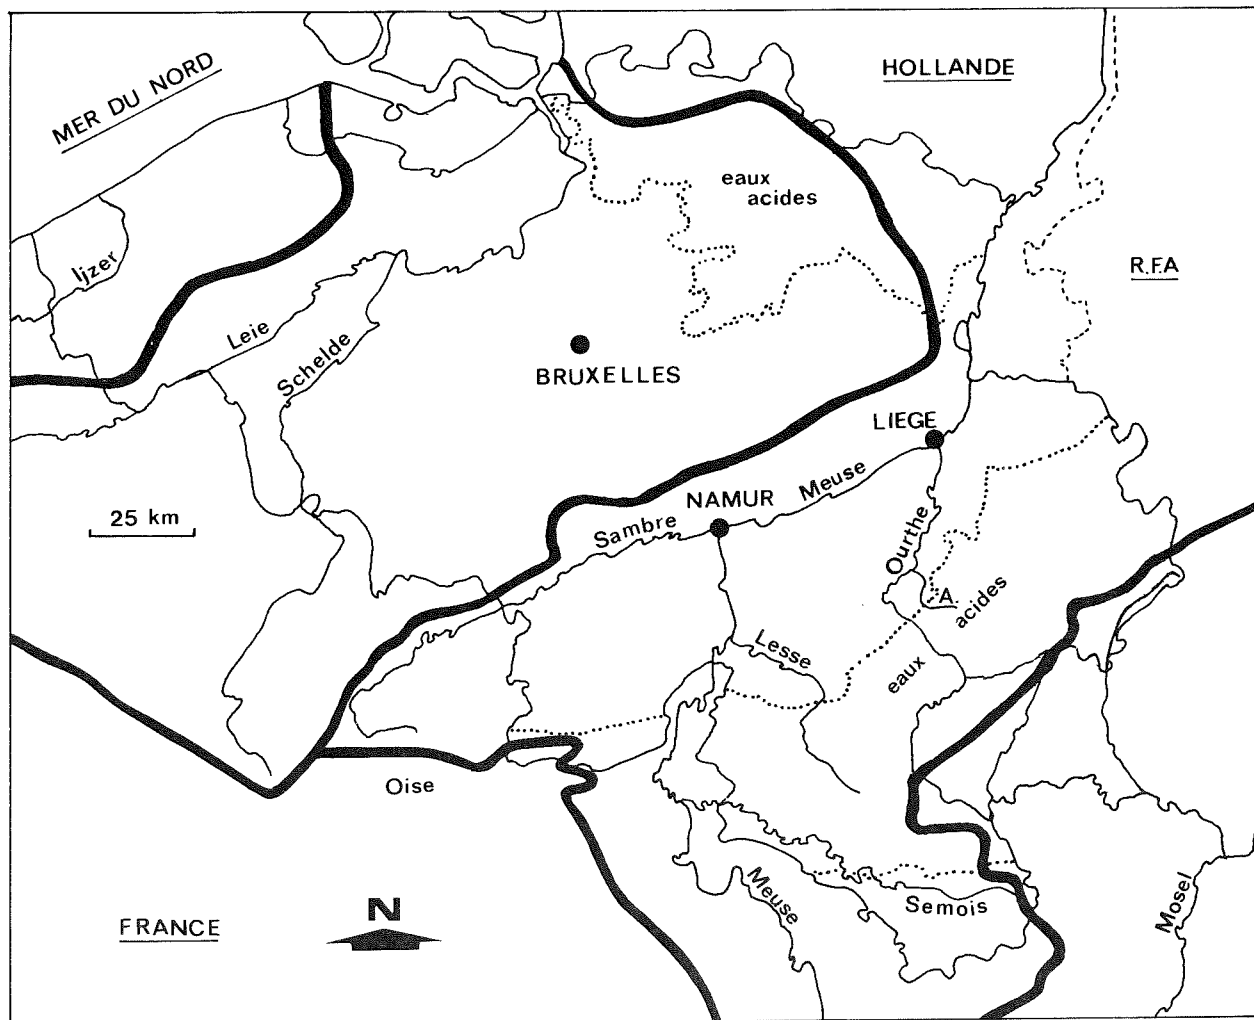 MER DU NORD
HOLLANDE
eaux
acides
Ijzer
R.F.A
Leie
Schelde
BRUXELLES
LIEGE
25 km
NAMUR
Meuse
Sambre
Ourthe
A.
acides
Lesse
eaux
Oise
Meuse
Semois
Mosel
FRANCE
N